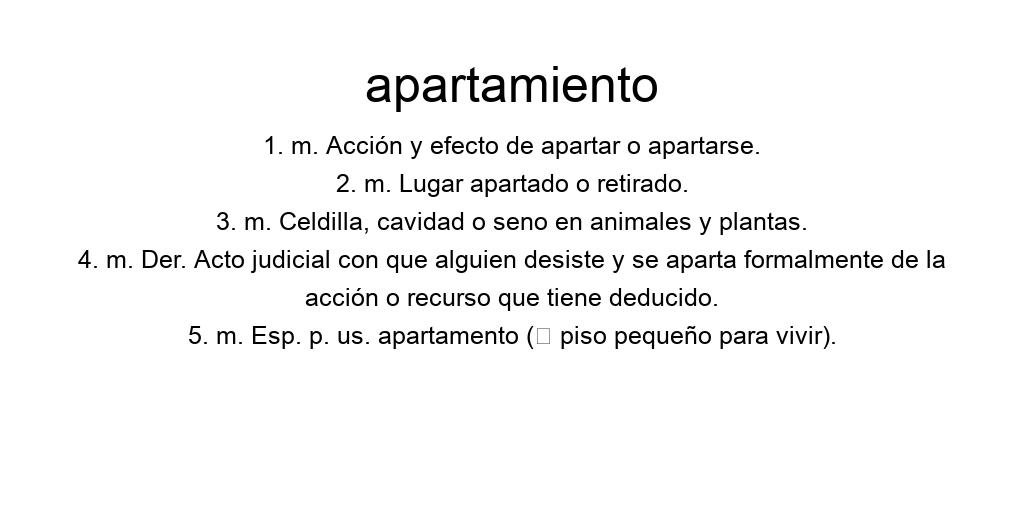 apartamiento
1. m. Acción y efecto de apartar o apartarse.
2. m. Lugar apartado o retirado.
3. m. Celdilla, cavidad o seno en animales y plantas.
4. m. Der. Acto judicial con que alguien desiste y se aparta formalmente de la
acción o recurso que tiene deducido.
5. m. Esp. p. us. apartamento (□ piso pequeño para vivir).